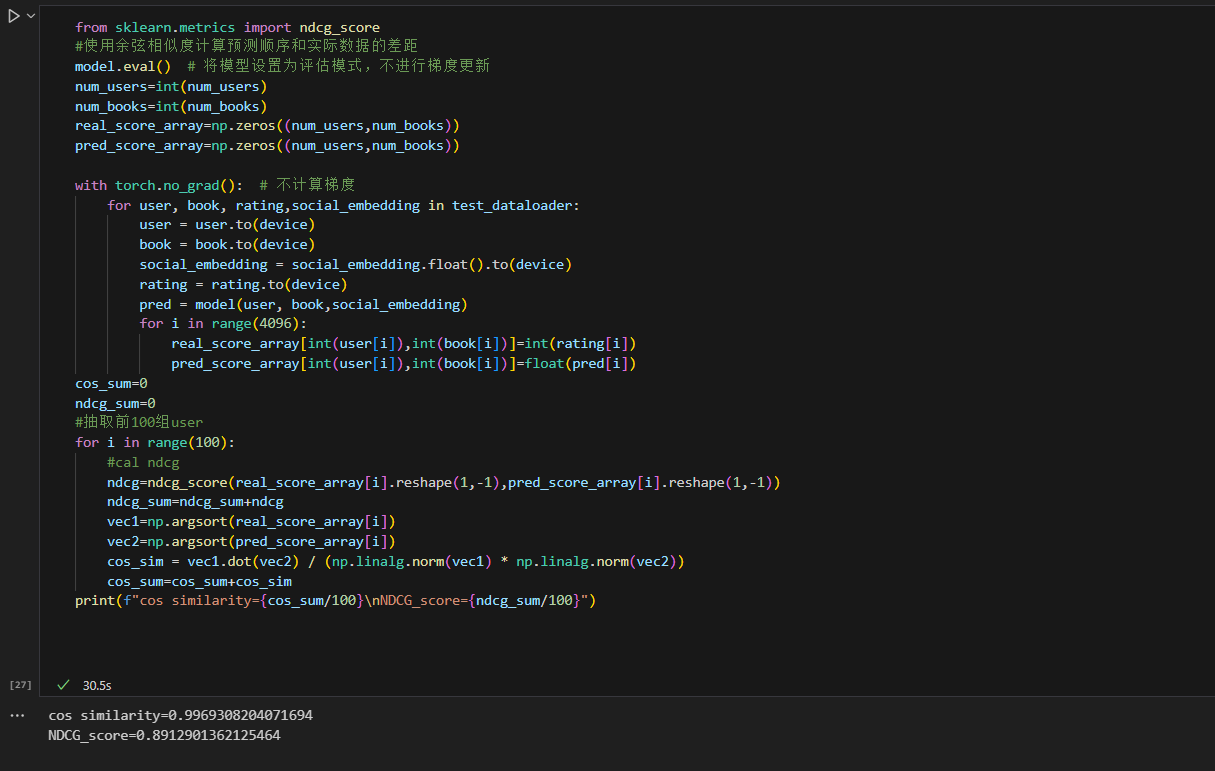 from sklearn.metrics import ndcg_score
#使用余弦相似度计算预测顺序和实际数据的差距
model.eval()  # 将模型设置为评估模式，不进行梯度更新
num_users=int(num_users)
num_books=int(num_books)
real_score_array=np.zeros((num_users,num_books))
pred_score_array=np.zeros((num_users,num_books))
with torch.no_grad():  # 不计算梯度
    for user, book, rating,social_embedding in test_dataloader:
        user = user.to(device)
        book = book.to(device)
        social_embedding = social_embedding.float().to(device)
        rating = rating.to(device)
        pred = model(user, book,social_embedding)
        for i in range(4096):
            real_score_array[int(user[i]),int(book[i])]=int(rating[i])
            pred_score_array[int(user[i]),int(book[i])]=float(pred[i])
cos_sum=0
ndcg_sum=0
#抽取前100组user
for i in range(100):
    #cal ndcg
    ndcg=ndcg_score(real_score_array[i].reshape(1,-1),pred_score_array[i].reshape(1,-1))
    ndcg_sum=ndcg_sum+ndcg
    vec1=np.argsort(real_score_array[i])
    vec2=np.argsort(pred_score_array[i])
    cos_sim = vec1.dot(vec2) / (np.linalg.norm(vec1) * np.linalg.norm(vec2))
    cos_sum=cos_sum+cos_sim
print(f"cos similarity={cos_sum/100}\nNDCG_score={ndcg_sum/100}")
[27] 30.5s
cos similarity=0.9969308204071694
NDCG_score=0.8912901362125464